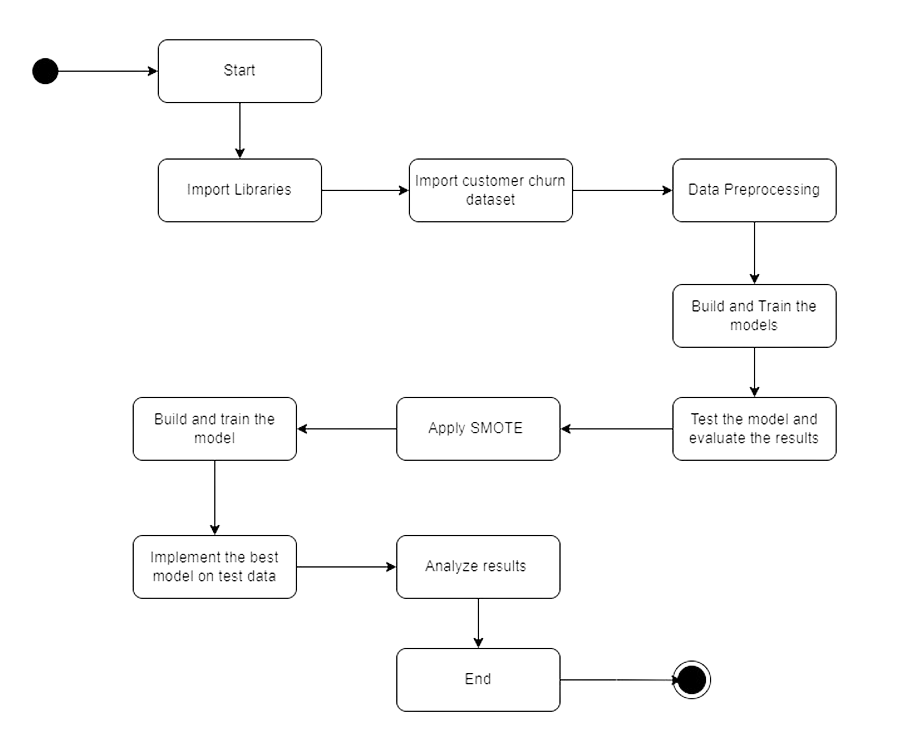 Start
Import Libraries
Import customer churn
dataset
Data Preprocessing
Build and Train the
models
Test the model and
evaluate the results
Apply SMOTE
Build and train the
model
Implement the best
model on test data
Analyze results
End